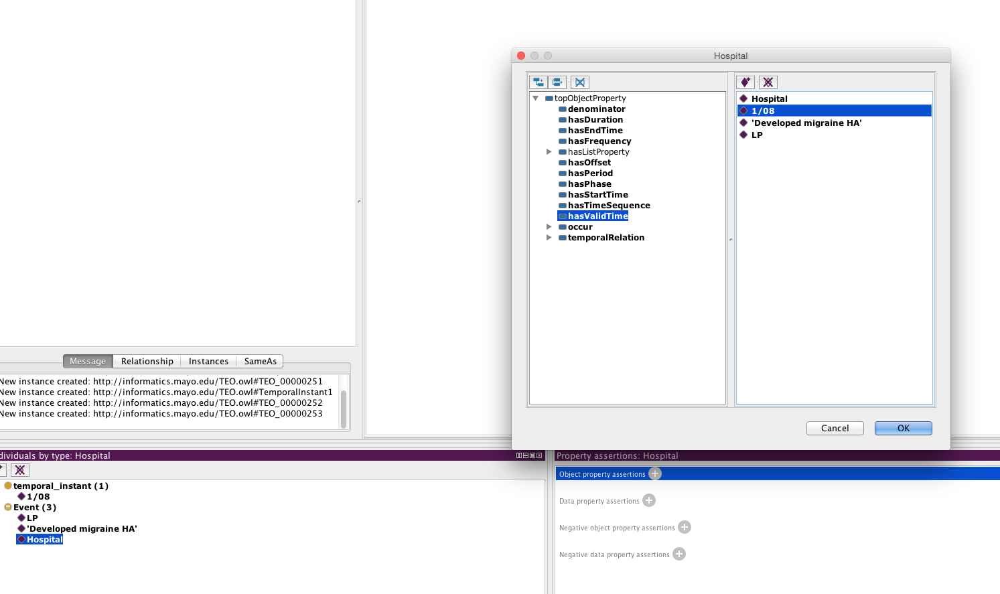 Hospital
topObjectProperty
denominator
hasDuration
hasEndTime
hasFrequency
hasListProperty
hasOffset
hasPeriod
hasPhase
hasStartTime
hasTimeSequence
hasValidTime
occur
temporalRelation
Hospital
1/08
'Developed migraine HA'
LP
Cancel
OK
Message
Relationship
Instances
SameAs
New instance created: http://informatics.mayo.edu/TEO.owl#TEO_00000251
New instance created: http://informatics.mayo.edu/TEO.owl#TemporalInstant1
New instance created: http://informatics.mayo.edu/TEO.owl#TEO_00000252
New instance created: http://informatics.mayo.edu/TEO.owl#TEO_00000253
dividuals by type: Hospital
temporal_instant (1)
1/08
Event (3)
LP
'Developed migraine HA'
Hospital
Property assertions: Hospital
Object property assertions
Data property assertions
Negative object property assertions
Negative data property assertions